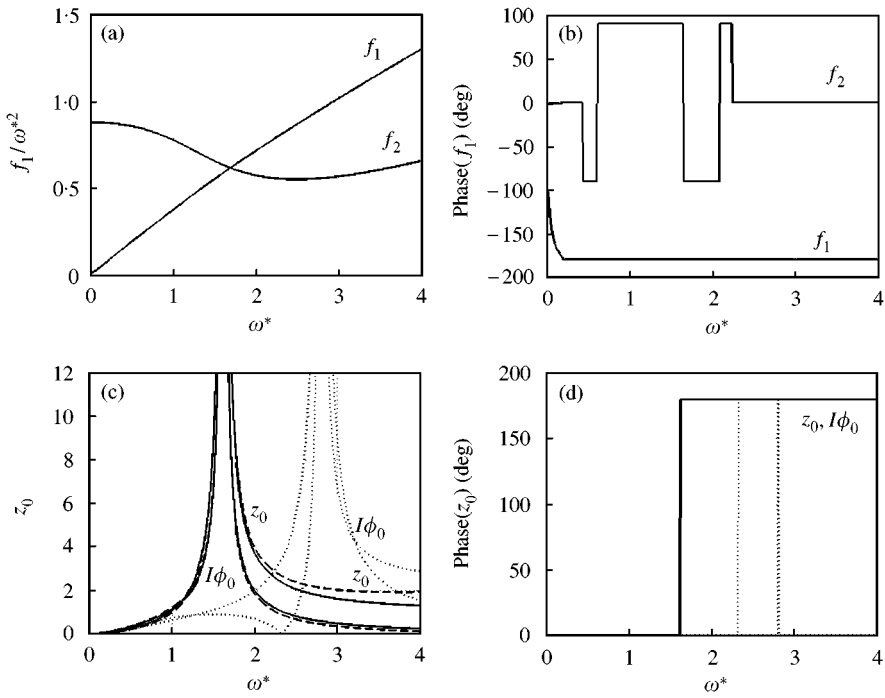 (a)
1·5
1·0
0·5
0
f₁/ω*²
f₁
f₂
0 1 2 3 4
ω*
(b)
100
50
0
−50
−100
−150
−200
Phase(f₁) (deg)
f₂
f₁
0 1 2 3 4
ω*
(c)
12
10
8
6
4
2
0
z₀
z₀
Iϕ₀
Iϕ₀
z₀
0 1 2 3 4
ω*
(d)
200
150
100
50
0
Phase(z₀) (deg)
z₀, Iϕ₀
0 1 2 3 4
ω*